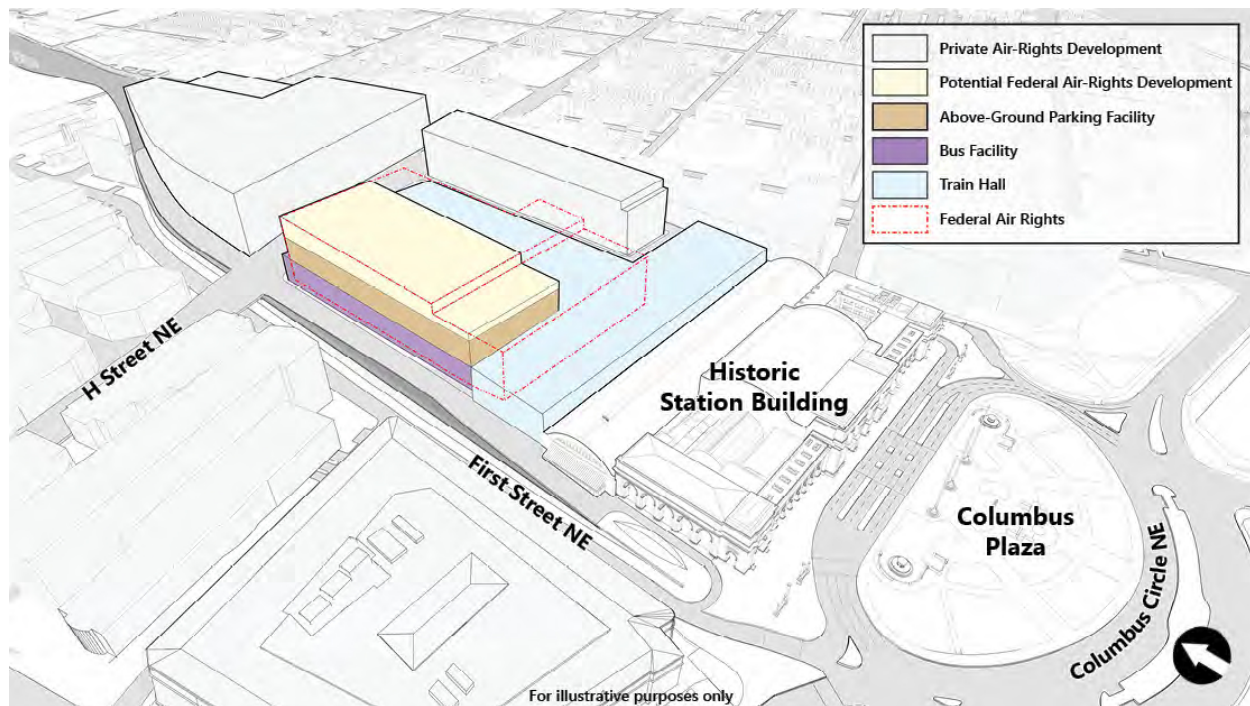 Private Air-Rights Development
Potential Federal Air-Rights Development
Above-Ground Parking Facility
Bus Facility
Train Hall
Federal Air Rights
H Street NE
First Street NE
Historic
Station Building
Columbus
Plaza
Columbus Circle NE
For illustrative purposes only